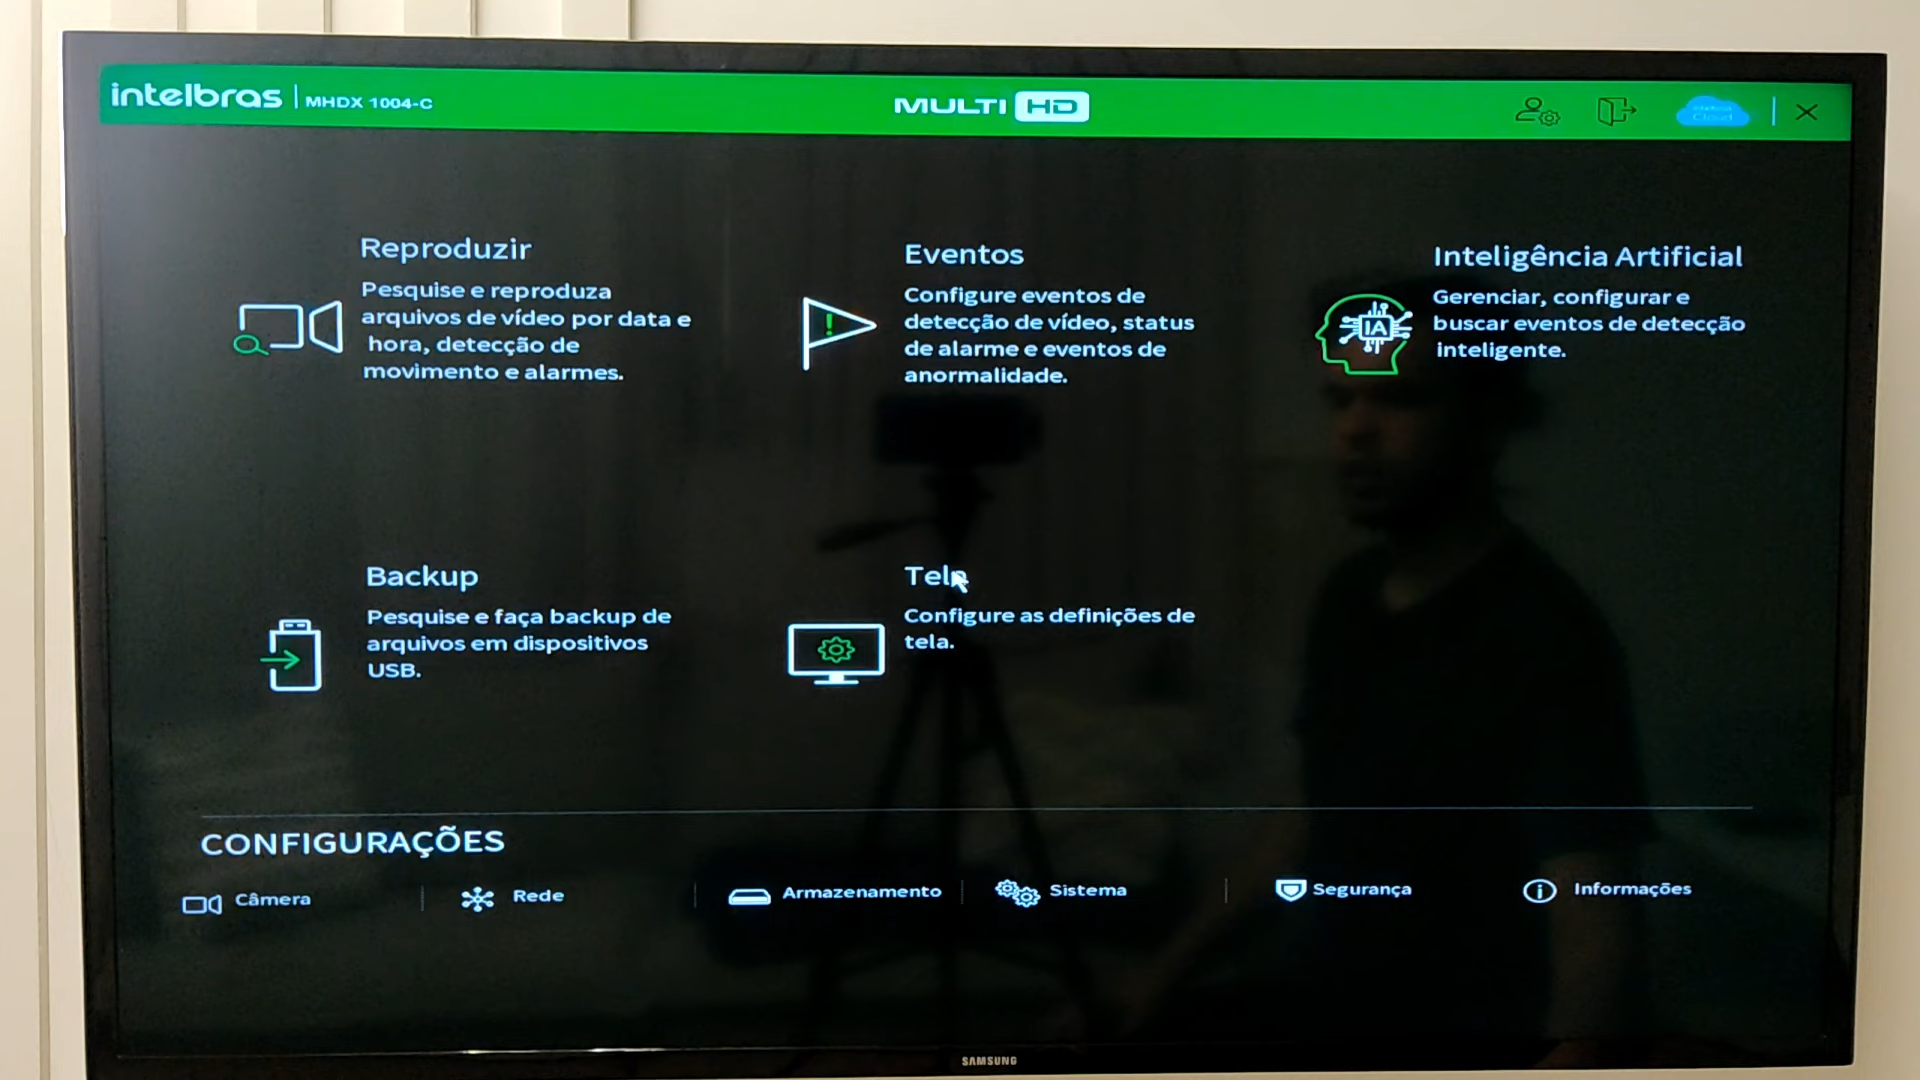 intelbras | MHDX 1004-C
MULTI HD
Cloud
Reproduzir
Pesquise e reproduza
arquivos de vídeo por data e
hora, detecção de
movimento e alarmes.
Eventos
Configure eventos de
detecção de vídeo, status
de alarme e eventos de
anormalidade.
IA
Inteligência Artificial
Gerenciar, configurar e
buscar eventos de detecção
inteligente.
Backup
Pesquise e faça backup de
arquivos em dispositivos
USB.
Tela
Configure as definições de
tela.
CONFIGURAÇÕES
Câmera
Rede
Armazenamento
Sistema
Segurança
Informações
SAMSUNG